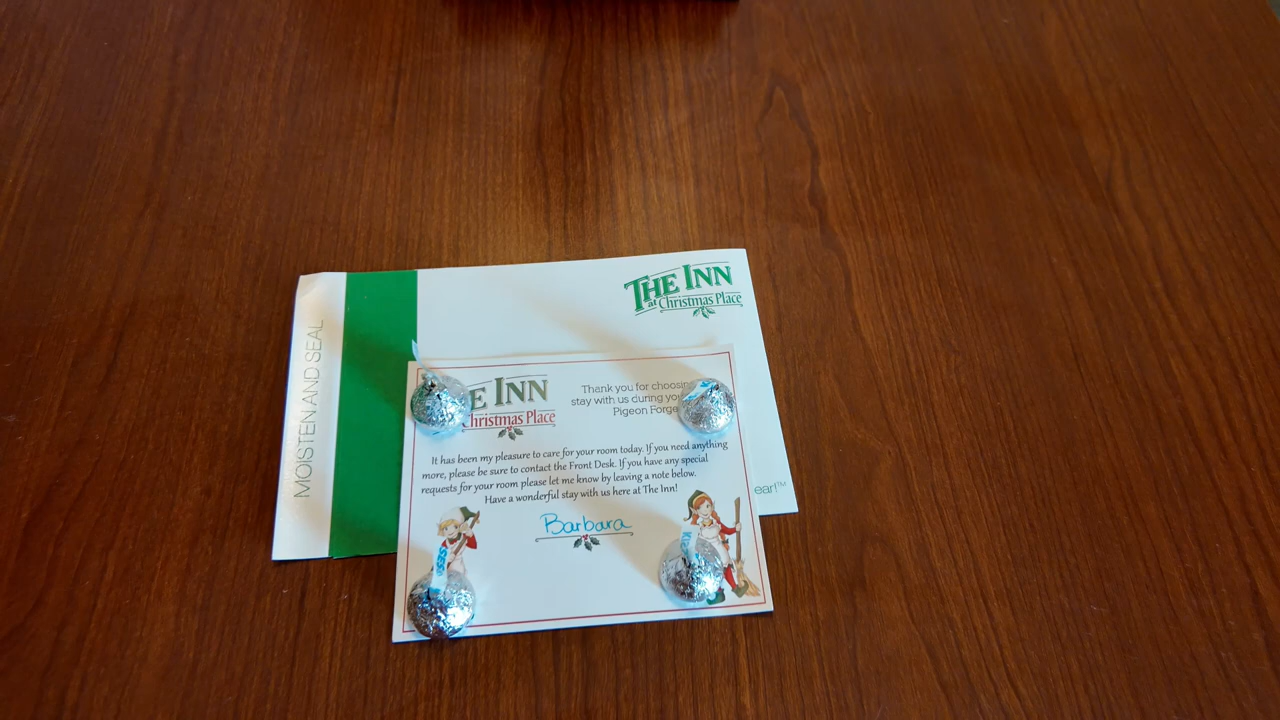 THE INN
at Christmas Place
MOISTEN AND SEAL
INN
Christmas Place
Thank you for
stay with us during
Pigeon Forge
It has been my pleasure to care for your room today. If you need anything
more, please be sure to contact the Front Desk. If you have any special
requests for your room please let me know by leaving a note below.
Have a wonderful stay with us here at The Inn!
Barbara